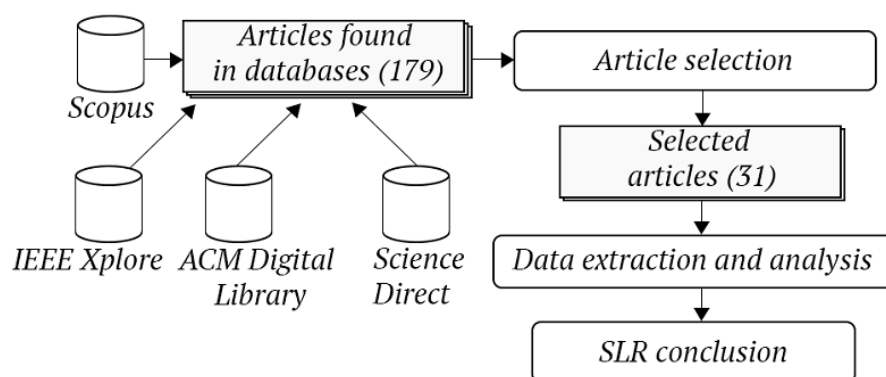 Scopus
Articles found
in databases (179)
Article selection
IEEE Xplore
ACM Digital
Library
Science
Direct
Selected
articles (31)
Data extraction and analysis
SLR conclusion